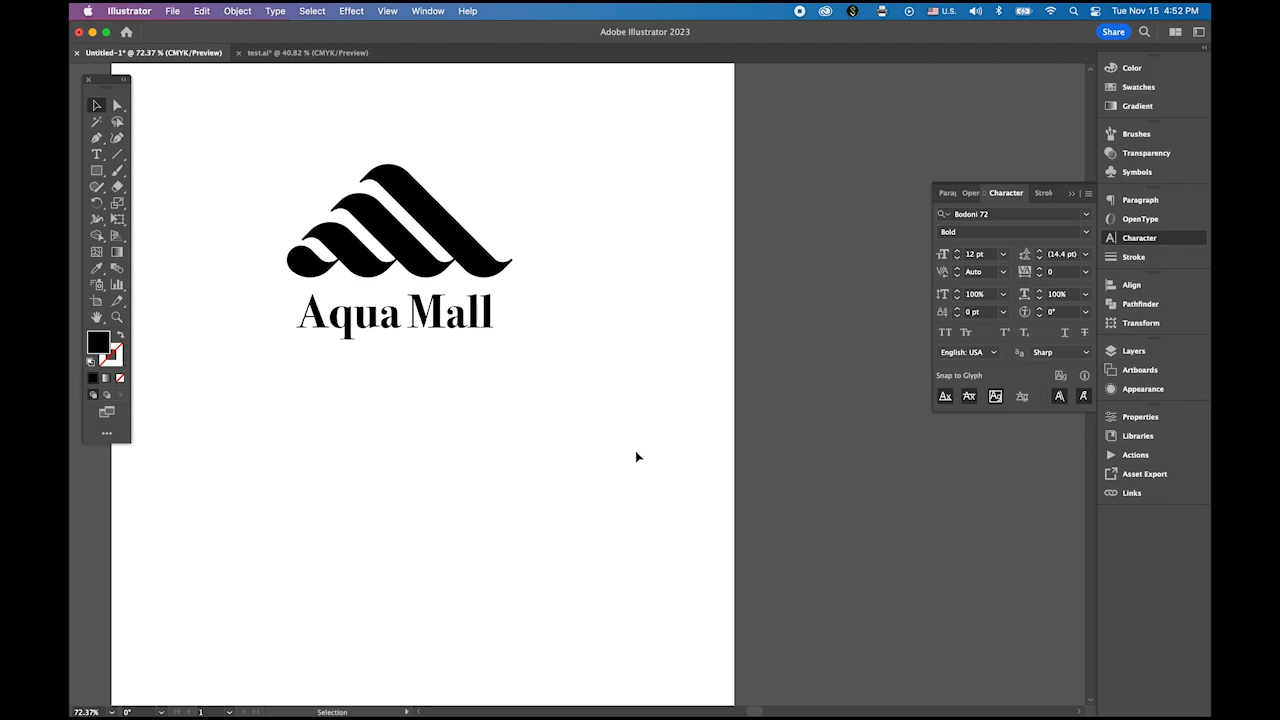 Illustrator File Edit Object Type Select Effect View Window Help U.S. Tue Nov 15 4:52 PM
Adobe Illustrator 2023 Share
Untitled-1* @ 72.37 % (CMYK/Preview) test.ai* @ 40.82 % (CMYK/Preview)
Color
Swatches
Gradient
Brushes
Transparency
Symbols
Paragraph
OpenType
Character
Stroke
Align
Pathfinder
Transform
Layers
Artboards
Appearance
Properties
Libraries
Actions
Asset Export
Links
Parag Open Character Strok
Bodoni 72
Bold
12 pt (14.4 pt)
Auto 0
100% 100%
0 pt 0°
English: USA Sharp
Snap to Glyph
Aqua Mall
72.37% 0° 1 Selection